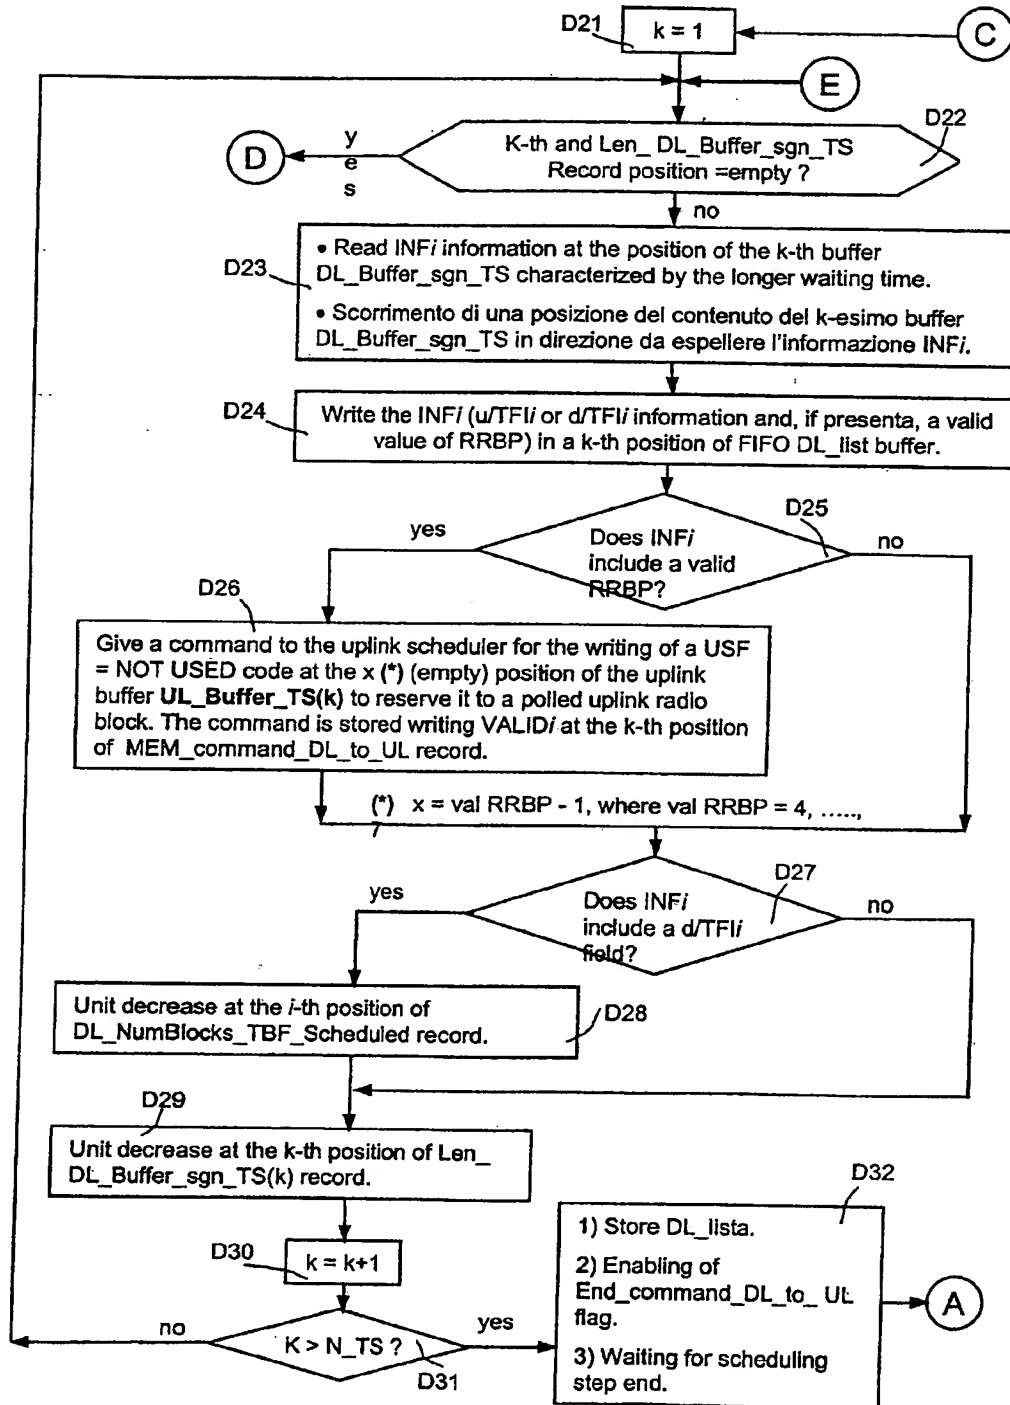 D21
k = 1
C
E
D22
D
y
e
s
K-th and Len_ DL_Buffer_sgn_TS
Record position =empty ?
no
D23
• Read INFi information at the position of the k-th buffer
DL_Buffer_sgn_TS characterized by the longer waiting time.
• Scorrimento di una posizione del contenuto del k-esimo buffer
DL_Buffer_sgn_TS in direzione da espellere l'informazione INFi.
D24
Write the INFi (u/TFIi or d/TFIi information and, if presenta, a valid
value of RRBP) in a k-th position of FIFO DL_list buffer.
D25
yes
Does INFi
include a valid
RRBP?
no
D26
Give a command to the uplink scheduler for the writing of a USF
= NOT USED code at the x (*) (empty) position of the uplink
buffer UL_Buffer_TS(k) to reserve it to a polled uplink radio
block. The command is stored writing VALIDi at the k-th position
of MEM_command_DL_to_UL record.
(*) x = val RRBP - 1, where val RRBP = 4, .....,
7
D27
yes
Does INFi
include a d/TFIi
field?
no
Unit decrease at the i-th position of
DL_NumBlocks_TBF_Scheduled record.
D28
D29
Unit decrease at the k-th position of Len_
DL_Buffer_sgn_TS(k) record.
D30
k = k+1
no
K > N_TS ?
yes
D31
D32
1) Store DL_lista.
2) Enabling of
End_command_DL_to_ UL
flag.
3) Waiting for scheduling
step end.
A